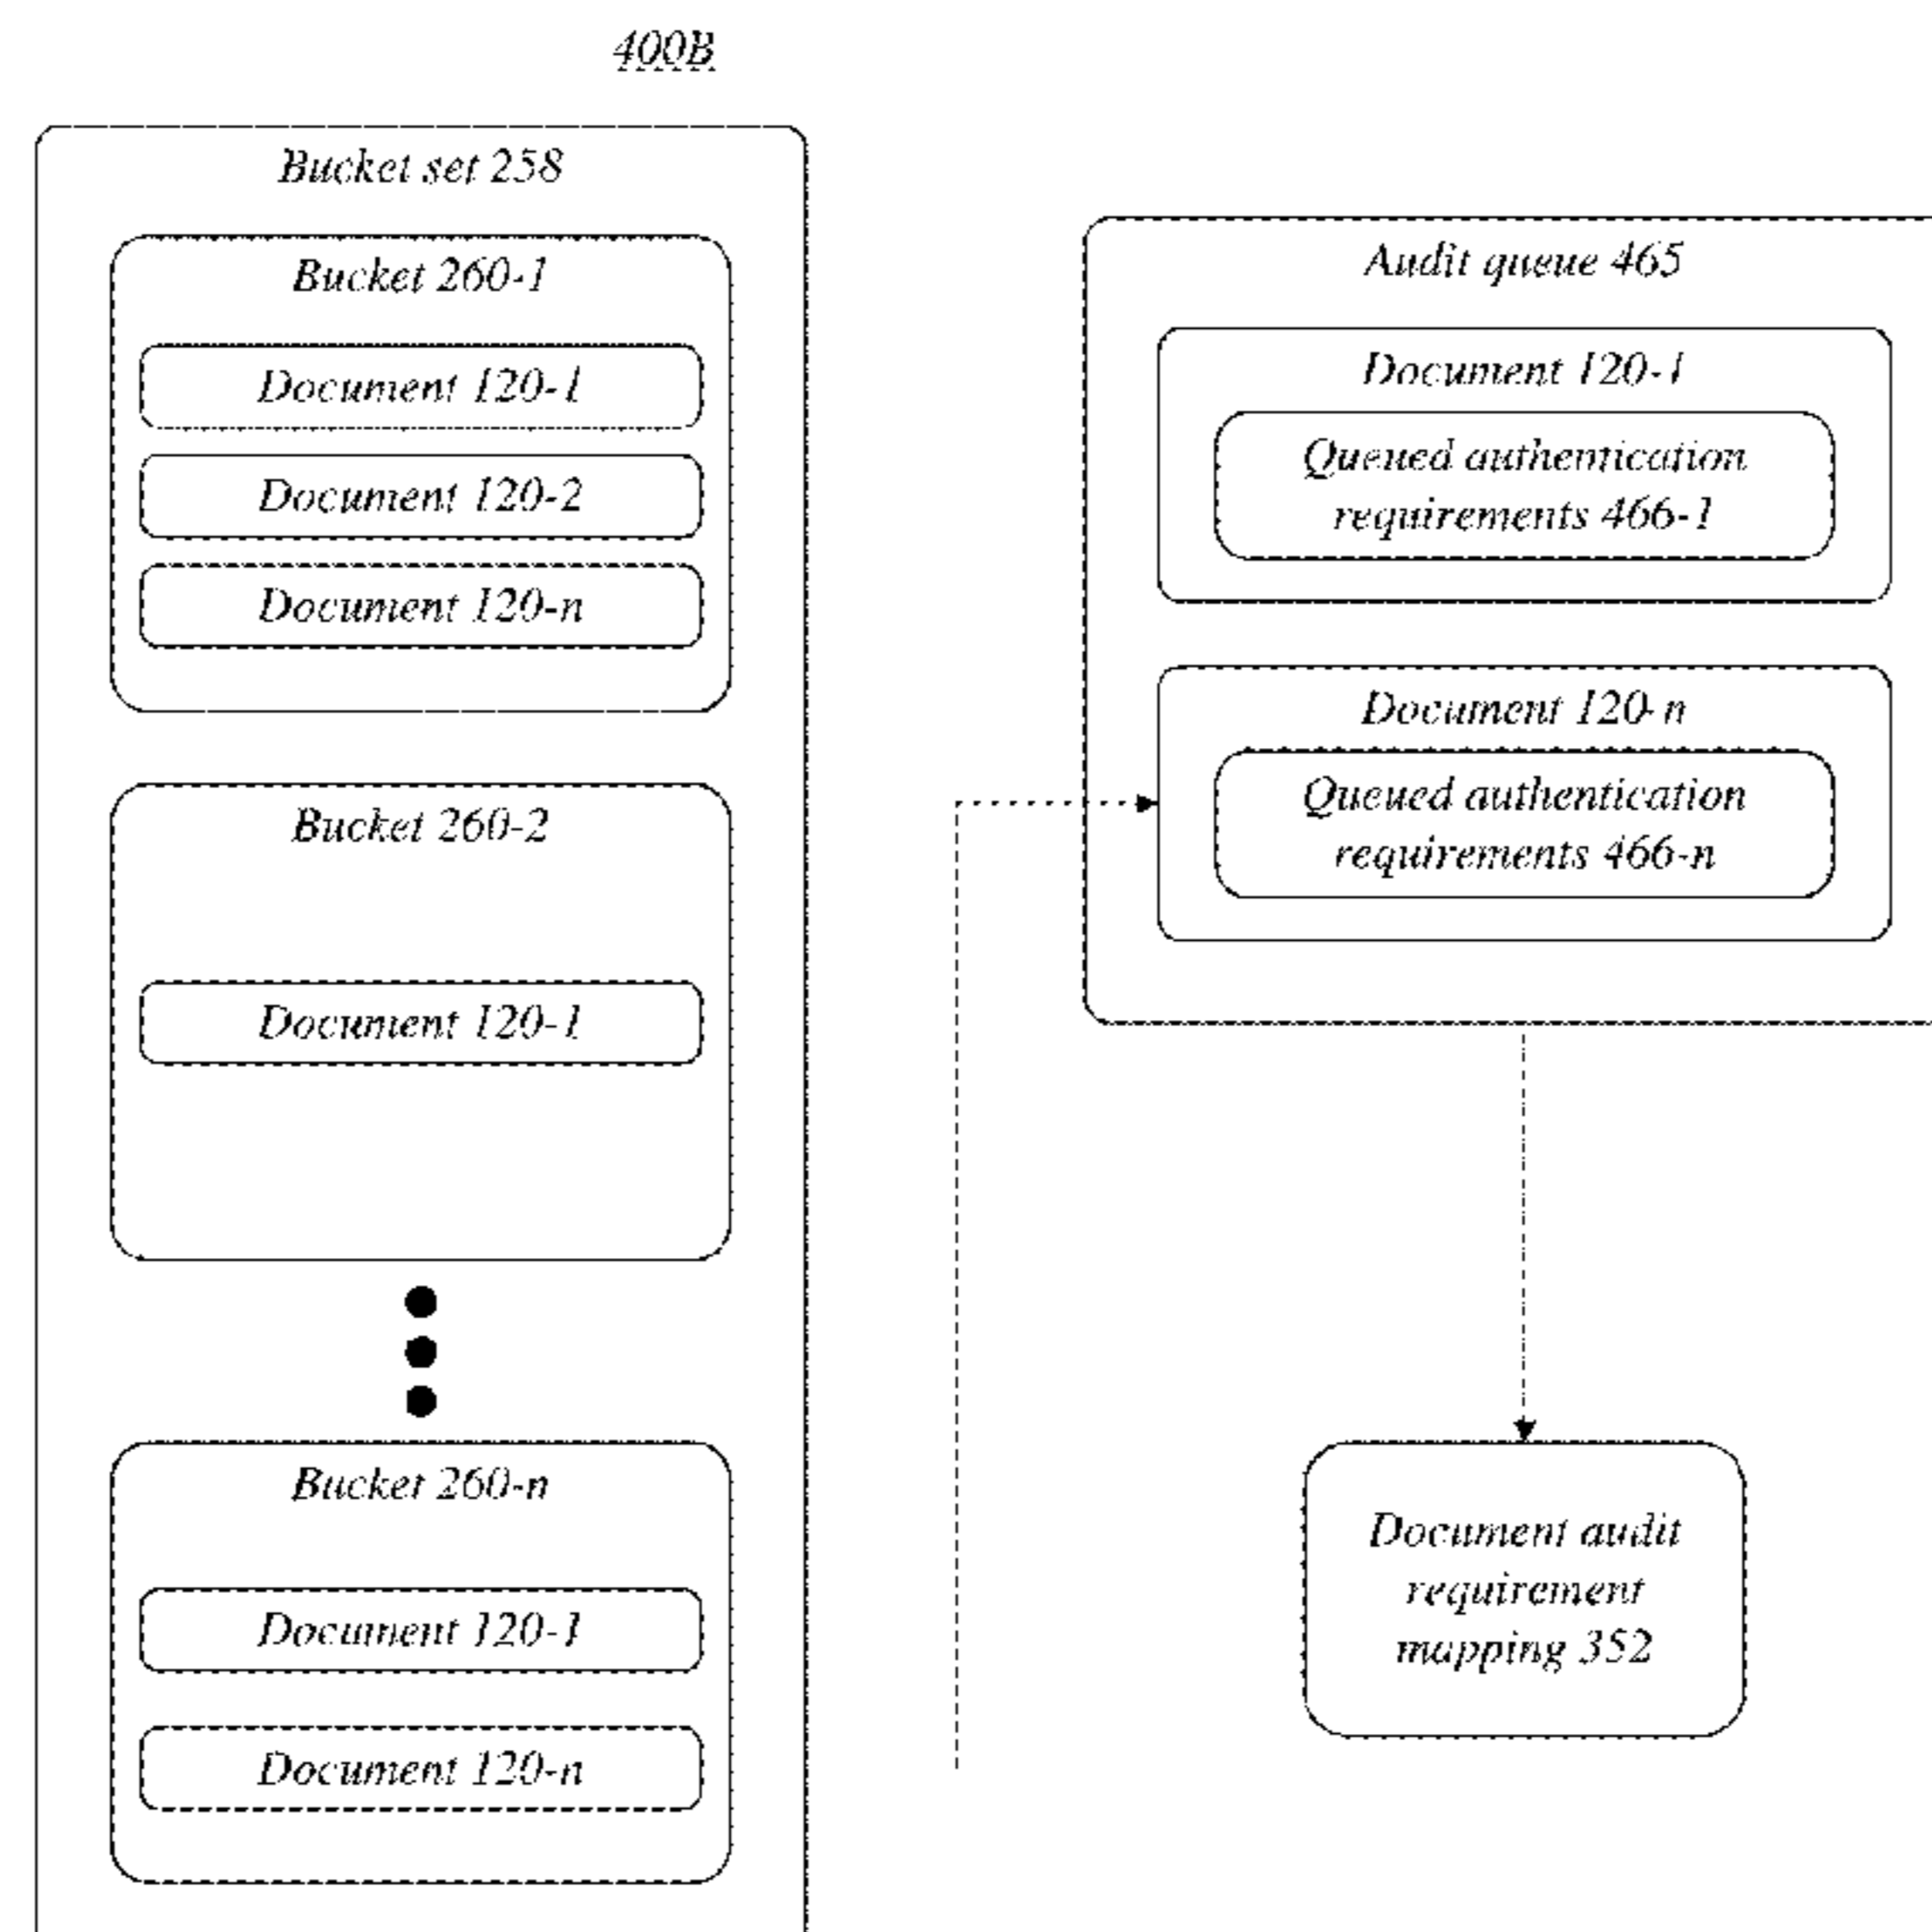 400B
Bucket set 258
Bucket 260-1
Document 120-1
Document 120-2
Document 120-n
Bucket 260-2
Document 120-1
Bucket 260-n
Document 120-1
Document 120-n
Audit queue 465
Document 120-1
Queued authentication
requirements 466-1
Document 120-n
Queued authentication
requirements 466-n
Document audit
requirement
mapping 352